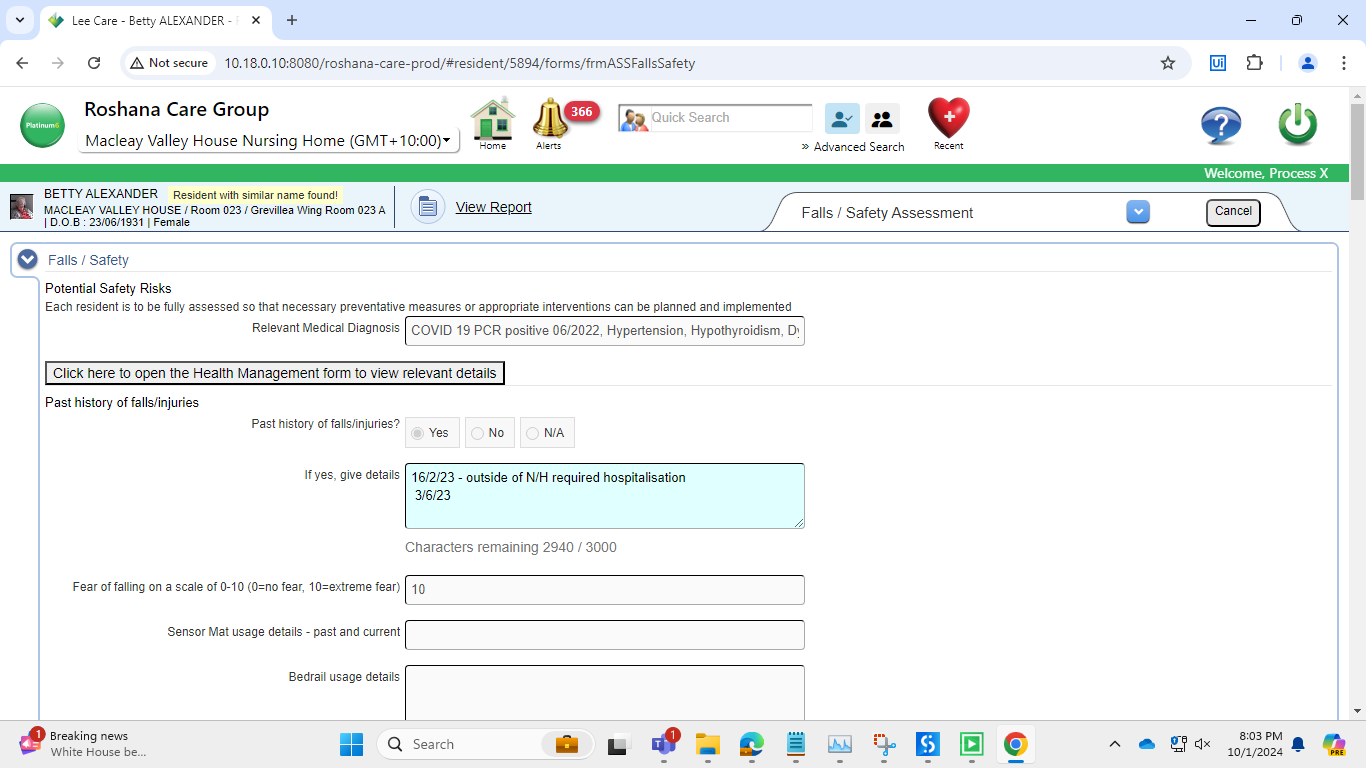 Lee Care - Betty ALEXANDER -
Not secure
10.18.0.10:8080/roshana-care-prod/#resident/5894/forms/frmASSFallsSafety
Ui
Platinum6
Roshana Care Group
Macleay Valley House Nursing Home (GMT+10:00)
Home
366
Alerts
Quick Search
» Advanced Search
Recent
Welcome, Process X
BETTY ALEXANDER Resident with similar name found!
MACLEAY VALLEY HOUSE / Room 023 / Grevillea Wing Room 023 A
| D.O.B : 23/06/1931 | Female
View Report
Falls / Safety Assessment
Cancel
Falls / Safety
Potential Safety Risks
Each resident is to be fully assessed so that necessary preventative measures or appropriate interventions can be planned and implemented
Relevant Medical Diagnosis COVID 19 PCR positive 06/2022, Hypertension, Hypothyroidism, Dy
Click here to open the Health Management form to view relevant details
Past history of falls/injuries
Past history of falls/injuries? Yes No N/A
If yes, give details 16/2/23 - outside of N/H required hospitalisation
3/6/23
Characters remaining 2940 / 3000
Fear of falling on a scale of 0-10 (0=no fear, 10=extreme fear) 10
Sensor Mat usage details - past and current
Bedrail usage details
1
Breaking news
White House be...
Search
1
8:03 PM
10/1/2024
PRE